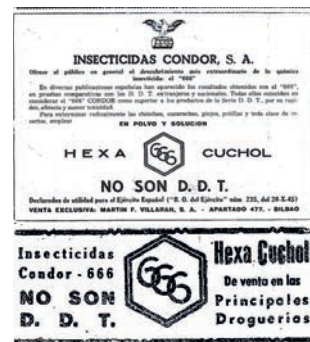 INSECTICIDAS CONDOR, S. A.
Ofrece al público en general el descubrimiento más extraordinario de la química
insecticida: el "666"
En diversas publicaciones españolas han aparecido los resultados obtenidos con el "666",
en pruebas comparativas con los D. D. T. extranjeros y nacionales. Todas ellas coinciden en
considerar el "666" CONDOR como superior a los productos de la Serie D. D. T., por su rapi-
dez, eficacia y menor toxicidad.
Para exterminar radicalmente las chinches, cucarachas, piojos, polillas y toda clase de in-
sectos, emplear
EN POLVO Y SOLUCION
HEXA 666 CUCHOL
NO SON D. D. T.
Declarados de utilidad para el Ejército Español ("B. O. del Ejército" núm 235, del 20-X-45)
VENTA EXCLUSIVA: MARTIN F. VILLARAN, S. A. - APARTADO 477. - BILBAO
Insecticidas
Condor - 666
NO SON
D. D. T.
666
Hexa Cuchol
De venta en las
Principales
Droguerías